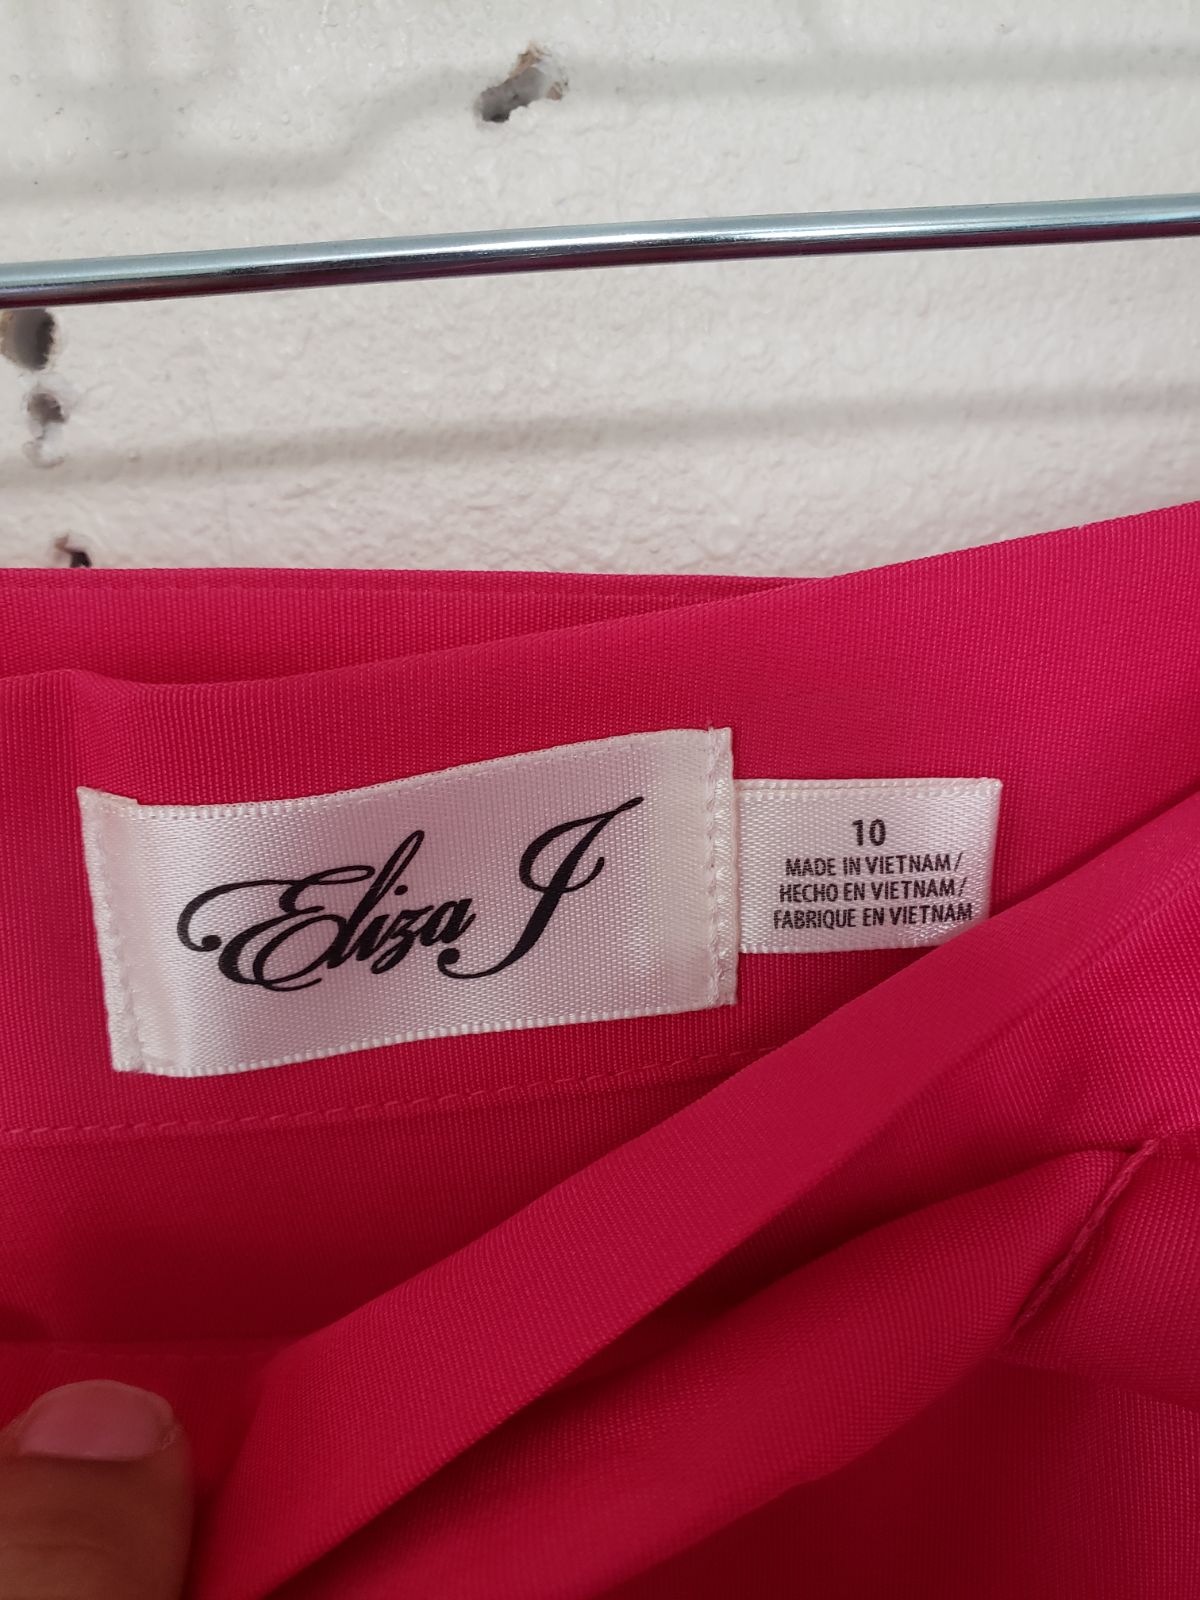 Eliza J
10
MADE IN VIETNAM/
HECHO EN VIETNAM/
FABRIQUE EN VIETNAM